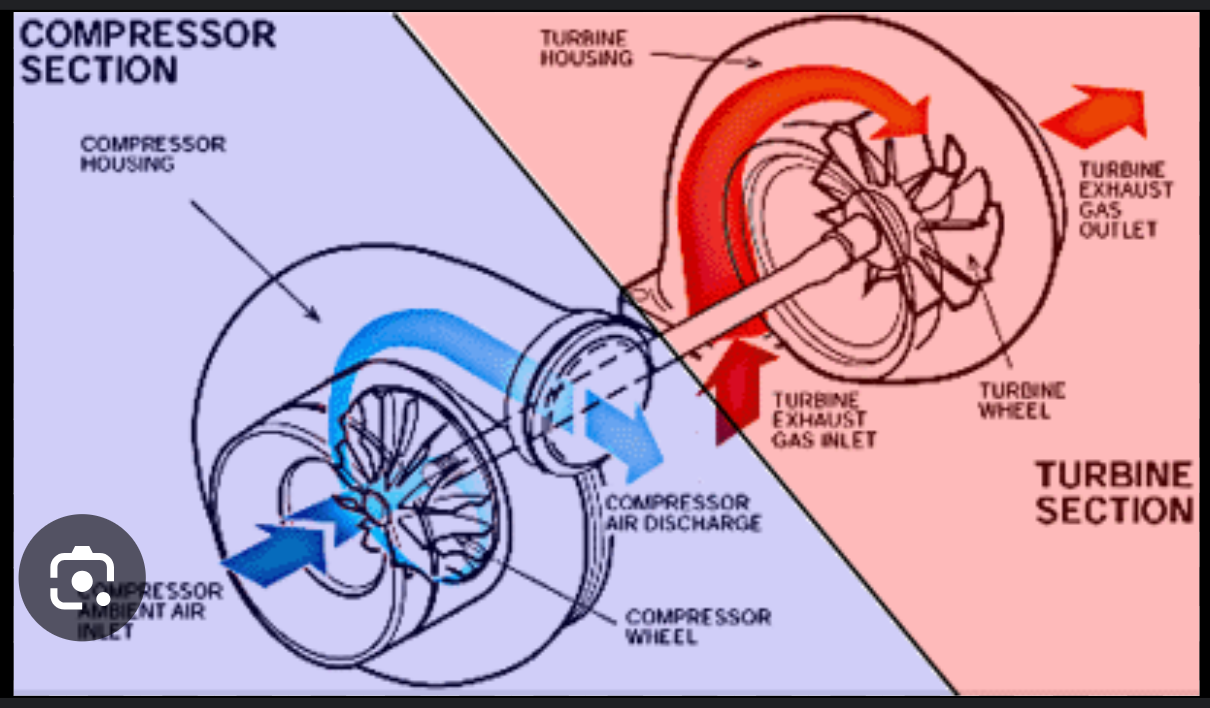 COMPRESSOR
SECTION
TURBINE
HOUSING
COMPRESSOR
HOUSING
TURBINE
EXHAUST
GAS
OUTLET
TURBINE
WHEEL
TURBINE
EXHAUST
GAS INLET
TURBINE
SECTION
COMPRESSOR
AIR DISCHARGE
COMPRESSOR
AMBIENT AIR
INLET
COMPRESSOR
WHEEL